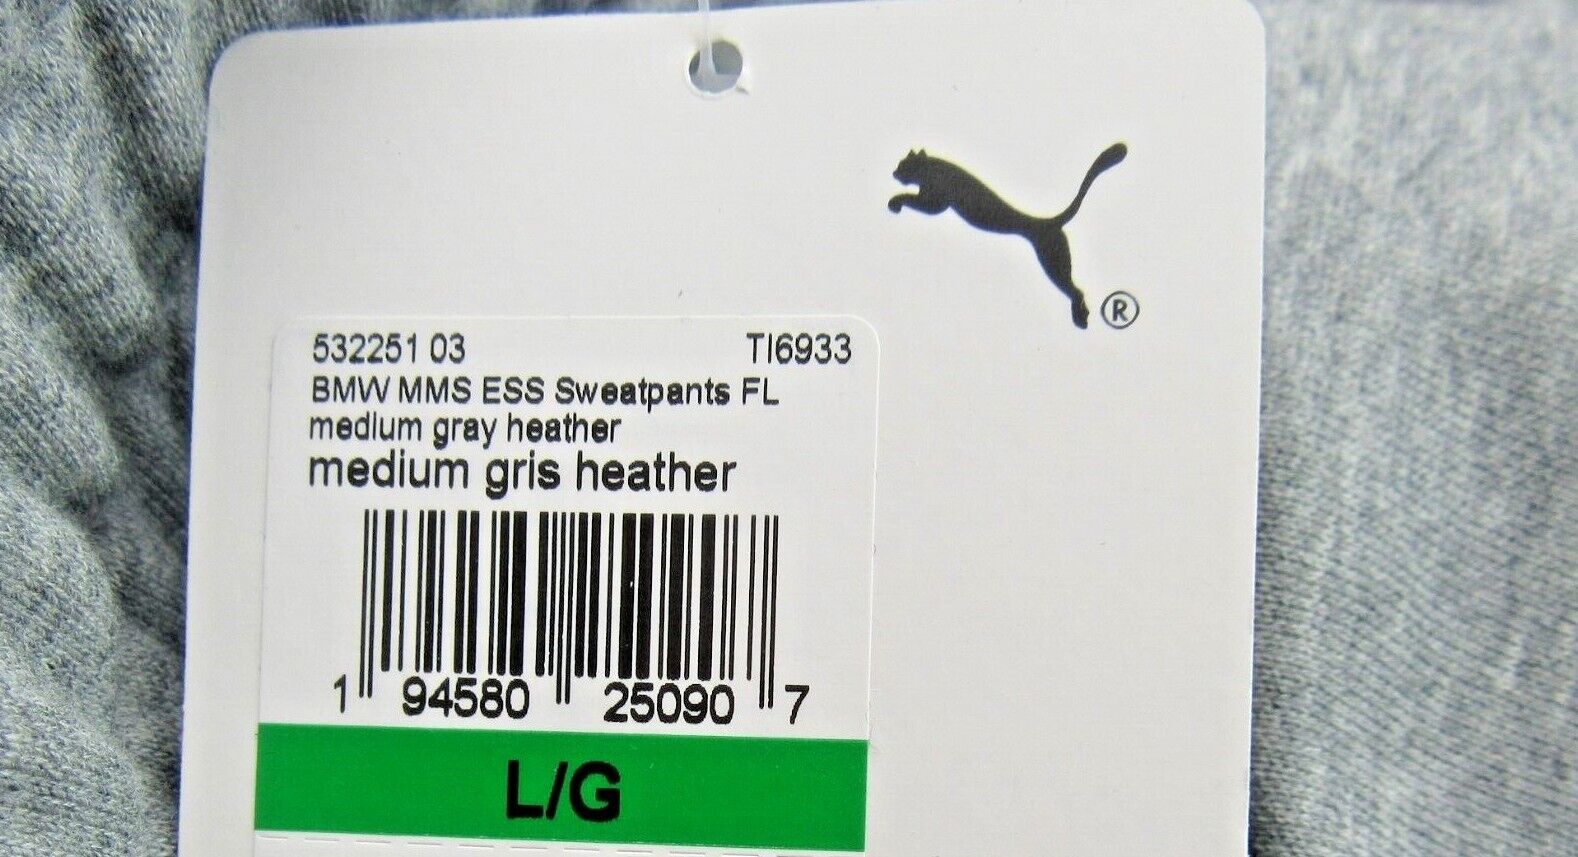 ®
532251 03 TI6933
BMW MMS ESS Sweatpants FL
medium gray heather
medium gris heather
1 94580 25090 7
L/G